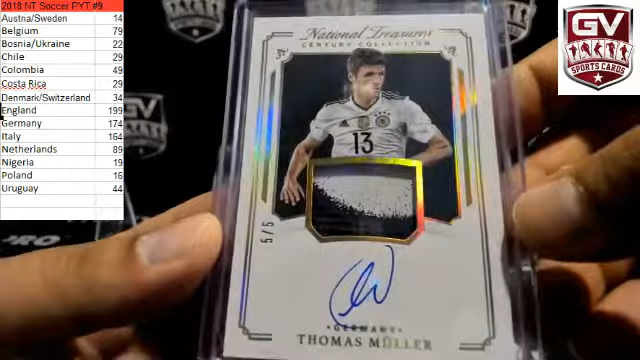 2018 NT Soccer PYT #9
Austria/Sweden 14
Belgium 79
Bosnia/Ukraine 22
Chile 29
Colombia 49
Costa Rica 29
Denmark/Switzerland 34
England 199
Germany 174
Italy 164
Netherlands 89
Nigeria 19
Poland 16
Uruguay 44
GV
SPORTS CARDS
National Treasures
CENTURY COLLECTION
13
5/5
GERMANY
THOMAS MÜLLER